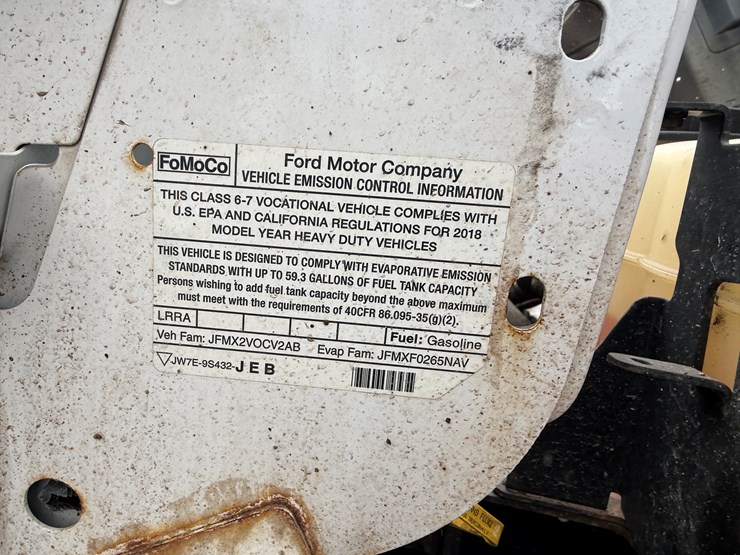 FoMoCo
Ford Motor Company
VEHICLE EMISSION CONTROL INFORMATION
THIS CLASS 6-7 VOCATIONAL VEHICLE COMPLIES WITH
U.S. EPA AND CALIFORNIA REGULATIONS FOR 2018
MODEL YEAR HEAVY DUTY VEHICLES
THIS VEHICLE IS DESIGNED TO COMPLY WITH EVAPORATIVE EMISSION
STANDARDS WITH UP TO 59.3 GALLONS OF FUEL TANK CAPACITY
Persons wishing to add fuel tank capacity beyond the above maximum
must meet with the requirements of 40CFR 86.095-35(g)(2).
LRRA
Fuel: Gasoline
Veh Fam: JFMX2VOCV2AB Evap Fam: JFMXF0265NAV
JW7E-9S432-JEB